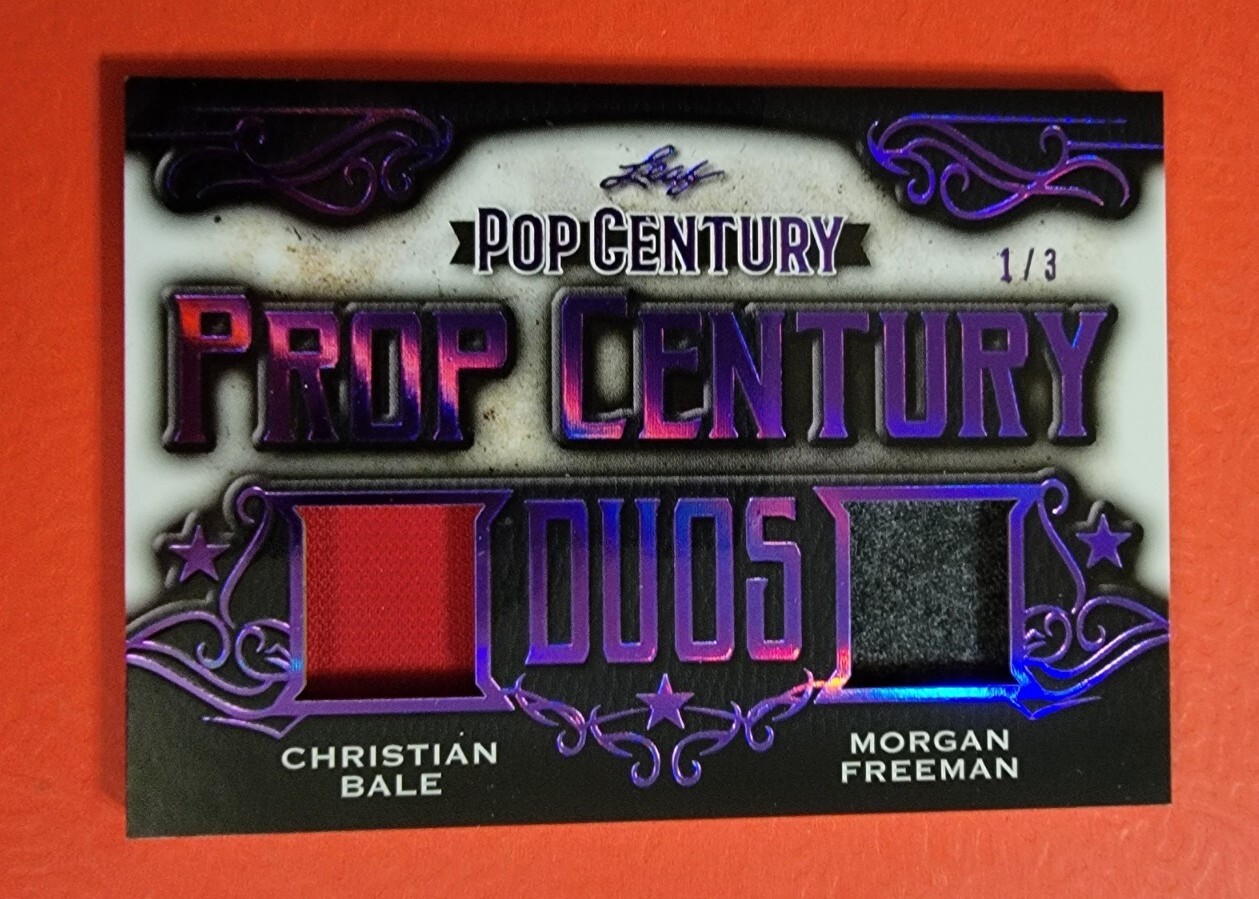 Leaf
POP CENTURY
1/3
PROP CENTURY
DUOS
CHRISTIAN
BALE
MORGAN
FREEMAN